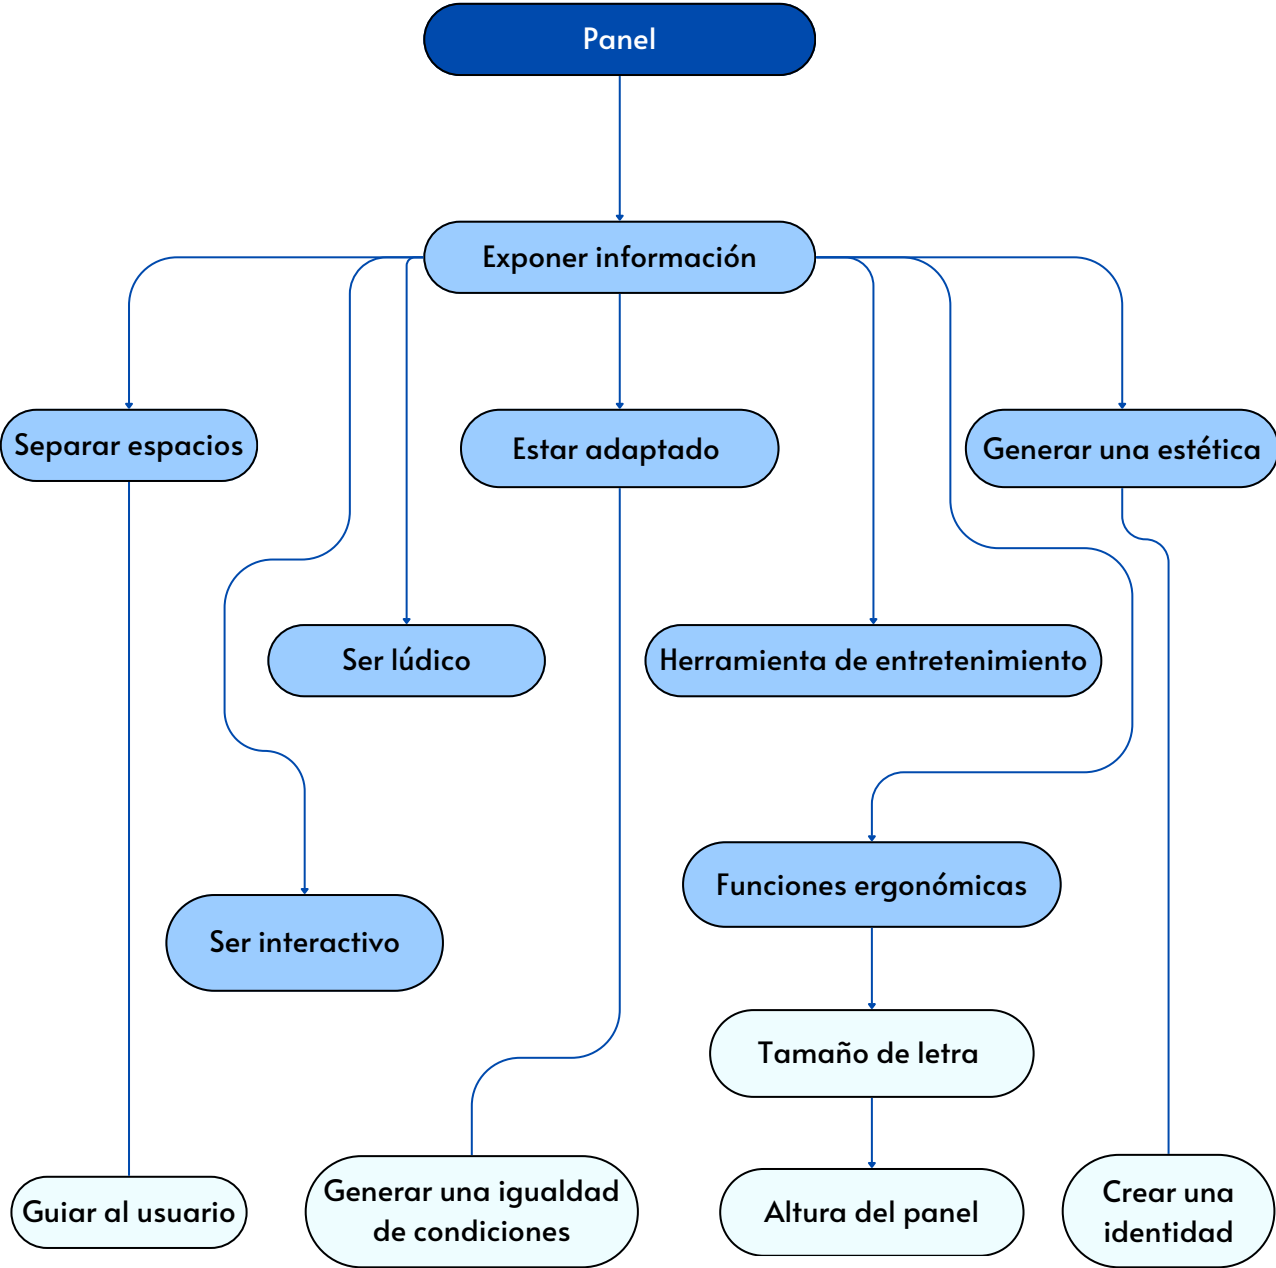 Panel
Exponer información
Separar espacios
Estar adaptado
Generar una estética
Ser lúdico
Herramienta de entretenimiento
Funciones ergonómicas
Ser interactivo
Tamaño de letra
Guiar al usuario
Generar una igualdad
de condiciones
Altura del panel
Crear una
identidad